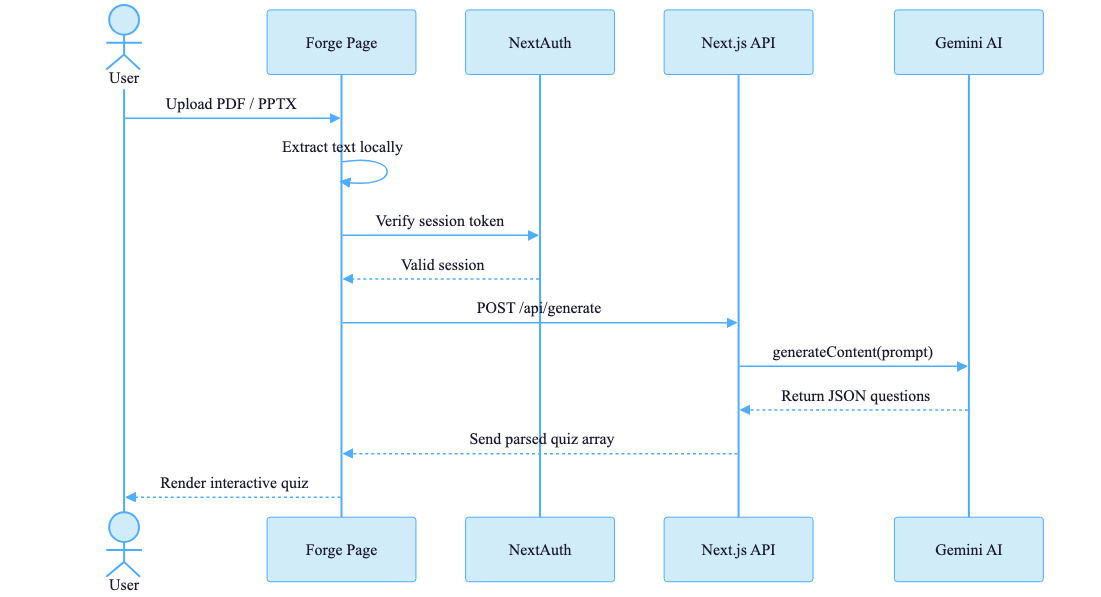 User
Forge Page
NextAuth
Next.js API
Gemini AI
Upload PDF / PPTX
Extract text locally
Verify session token
Valid session
POST /api/generate
generateContent(prompt)
Return JSON questions
Send parsed quiz array
Render interactive quiz
User
Forge Page
NextAuth
Next.js API
Gemini AI